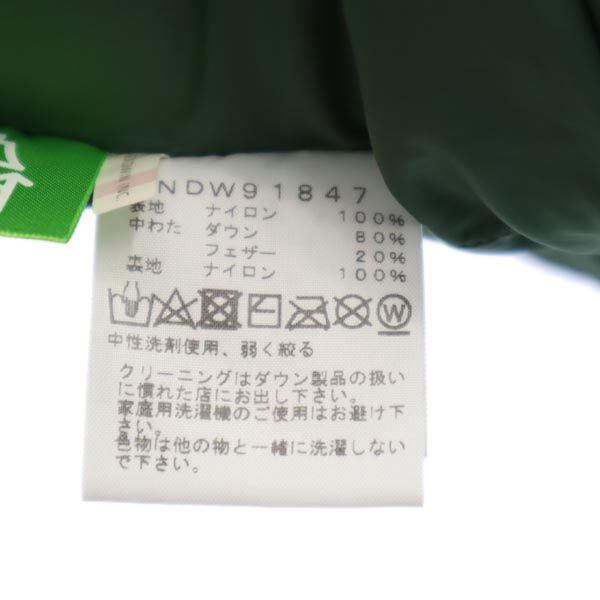 NDW91847
表地 ナイロン 100%
中わた ダウン 80%
フェザー 20%
裏地 ナイロン 100%
W
中性洗剤使用、弱く絞る
クリーニングはダウン製品の扱い
に慣れた店にお出し下さい。
家庭用洗濯機のご使用はお避け下
さい。
色物は他の物と一緒に洗濯しない
で下さい。